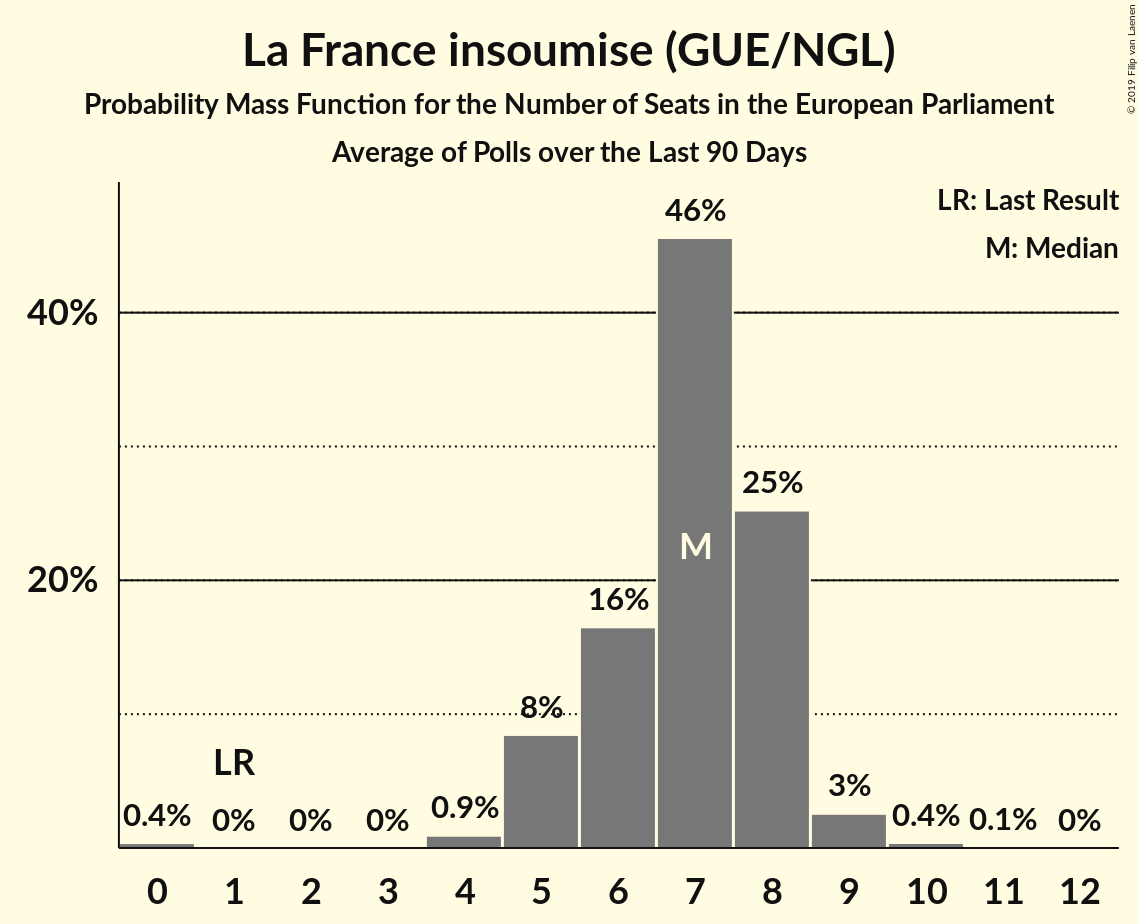 La France insoumise (GUE/NGL)
Probability Mass Function for the Number of Seats in the European Parliament
Average of Polls over the Last 90 Days
© 2019 Filip van Laenen
LR: Last Result
M: Median
46%
40%
25%
M
20%
16%
8%
LR
3%
0.4% 0% 0% 0% 0.9% 0.4% 0.1% 0%
0 1 2 3 4 5 6 7 8 9 10 11 12